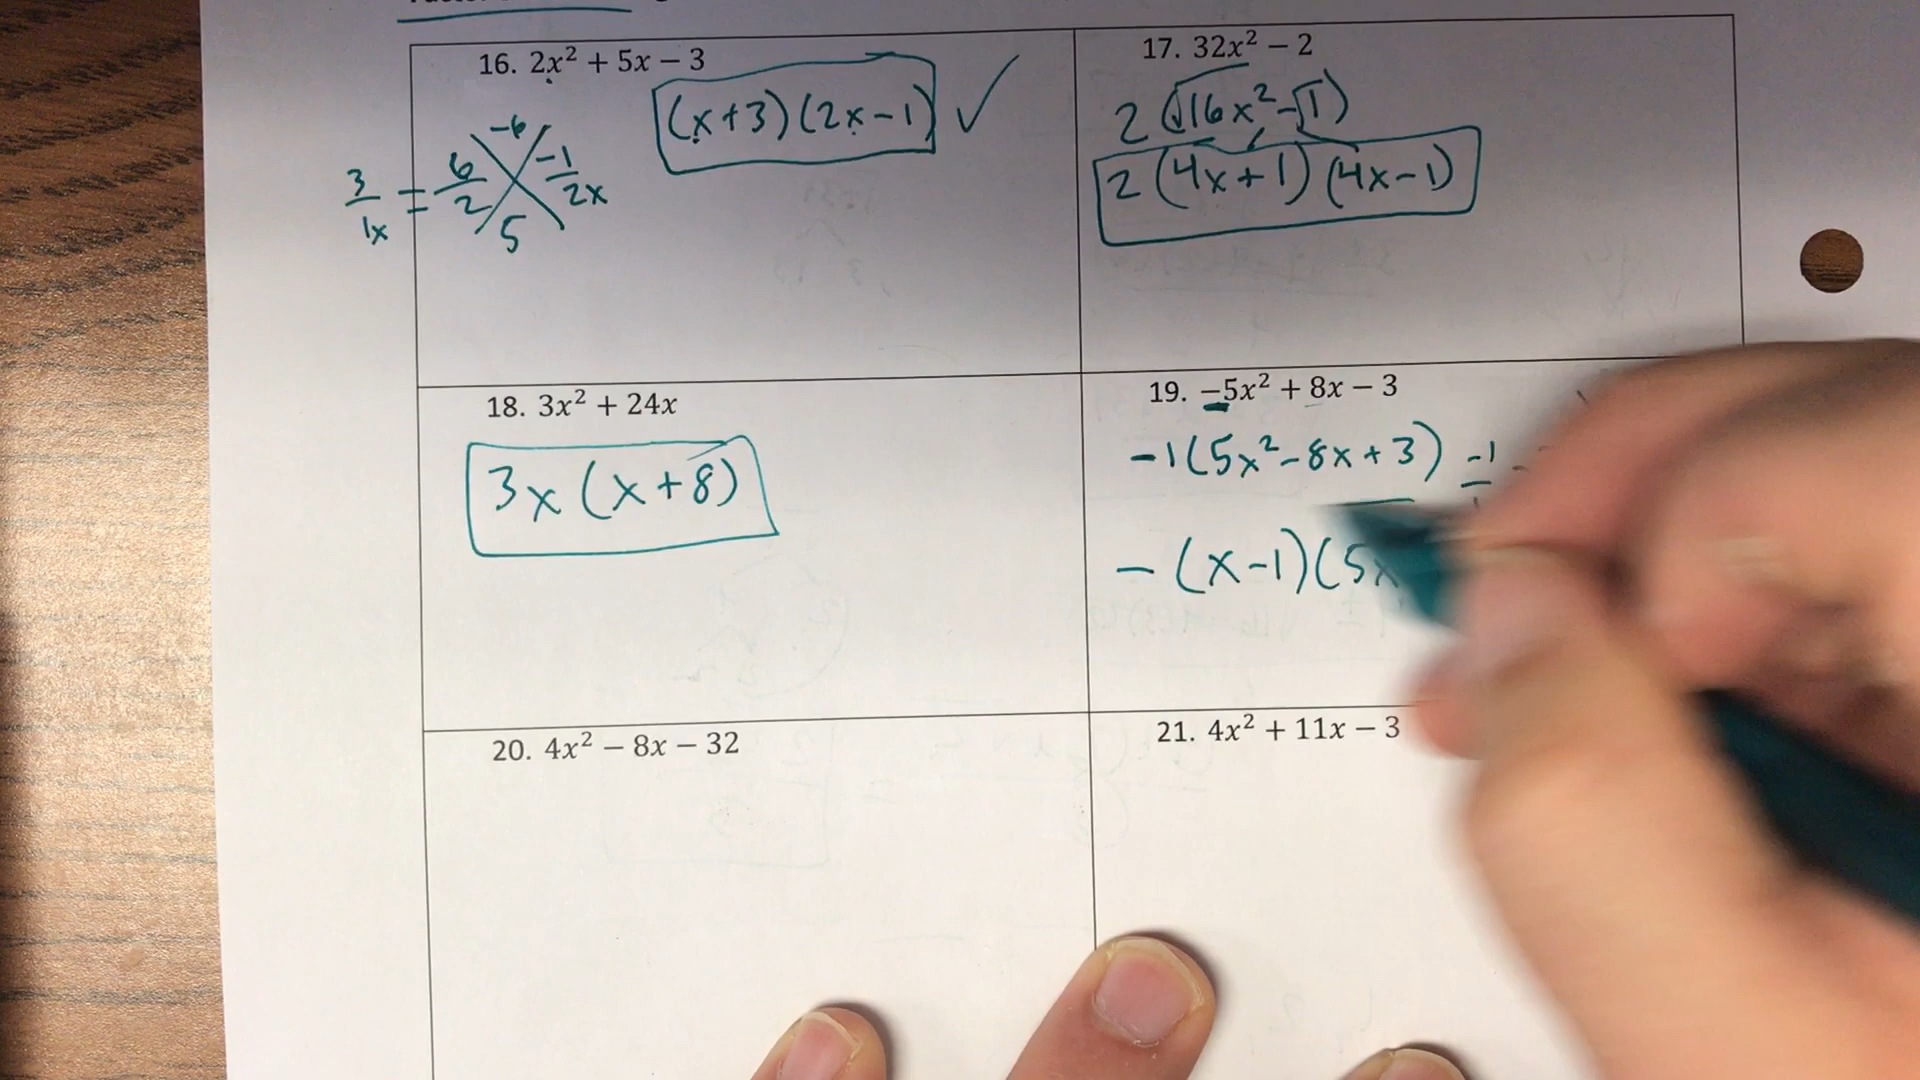 16. 2x² + 5x − 3
(x+3)(2x−1) ✓
−6
3/1x = 6/2
−1/2x
5
17. 32x² − 2
2(√16x² − √1)
2(4x+1)(4x−1)
18. 3x² + 24x
3x(x+8)
19. −5x² + 8x − 3
−1(5x²−8x+3)
−1
−(x−1)(5x
20. 4x² − 8x − 32
21. 4x² + 11x − 3